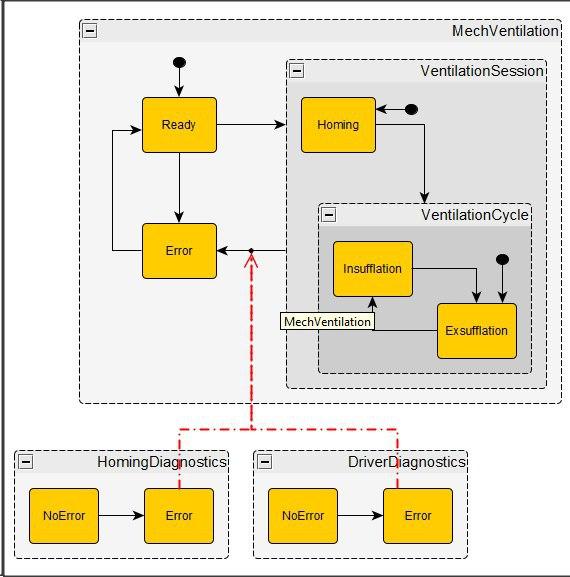 MechVentilation
VentilationSession
Ready
Homing
VentilationCycle
Error
Insufflation
MechVentilation
Exsufflation
HomingDiagnostics
DriverDiagnostics
NoError
Error
NoError
Error